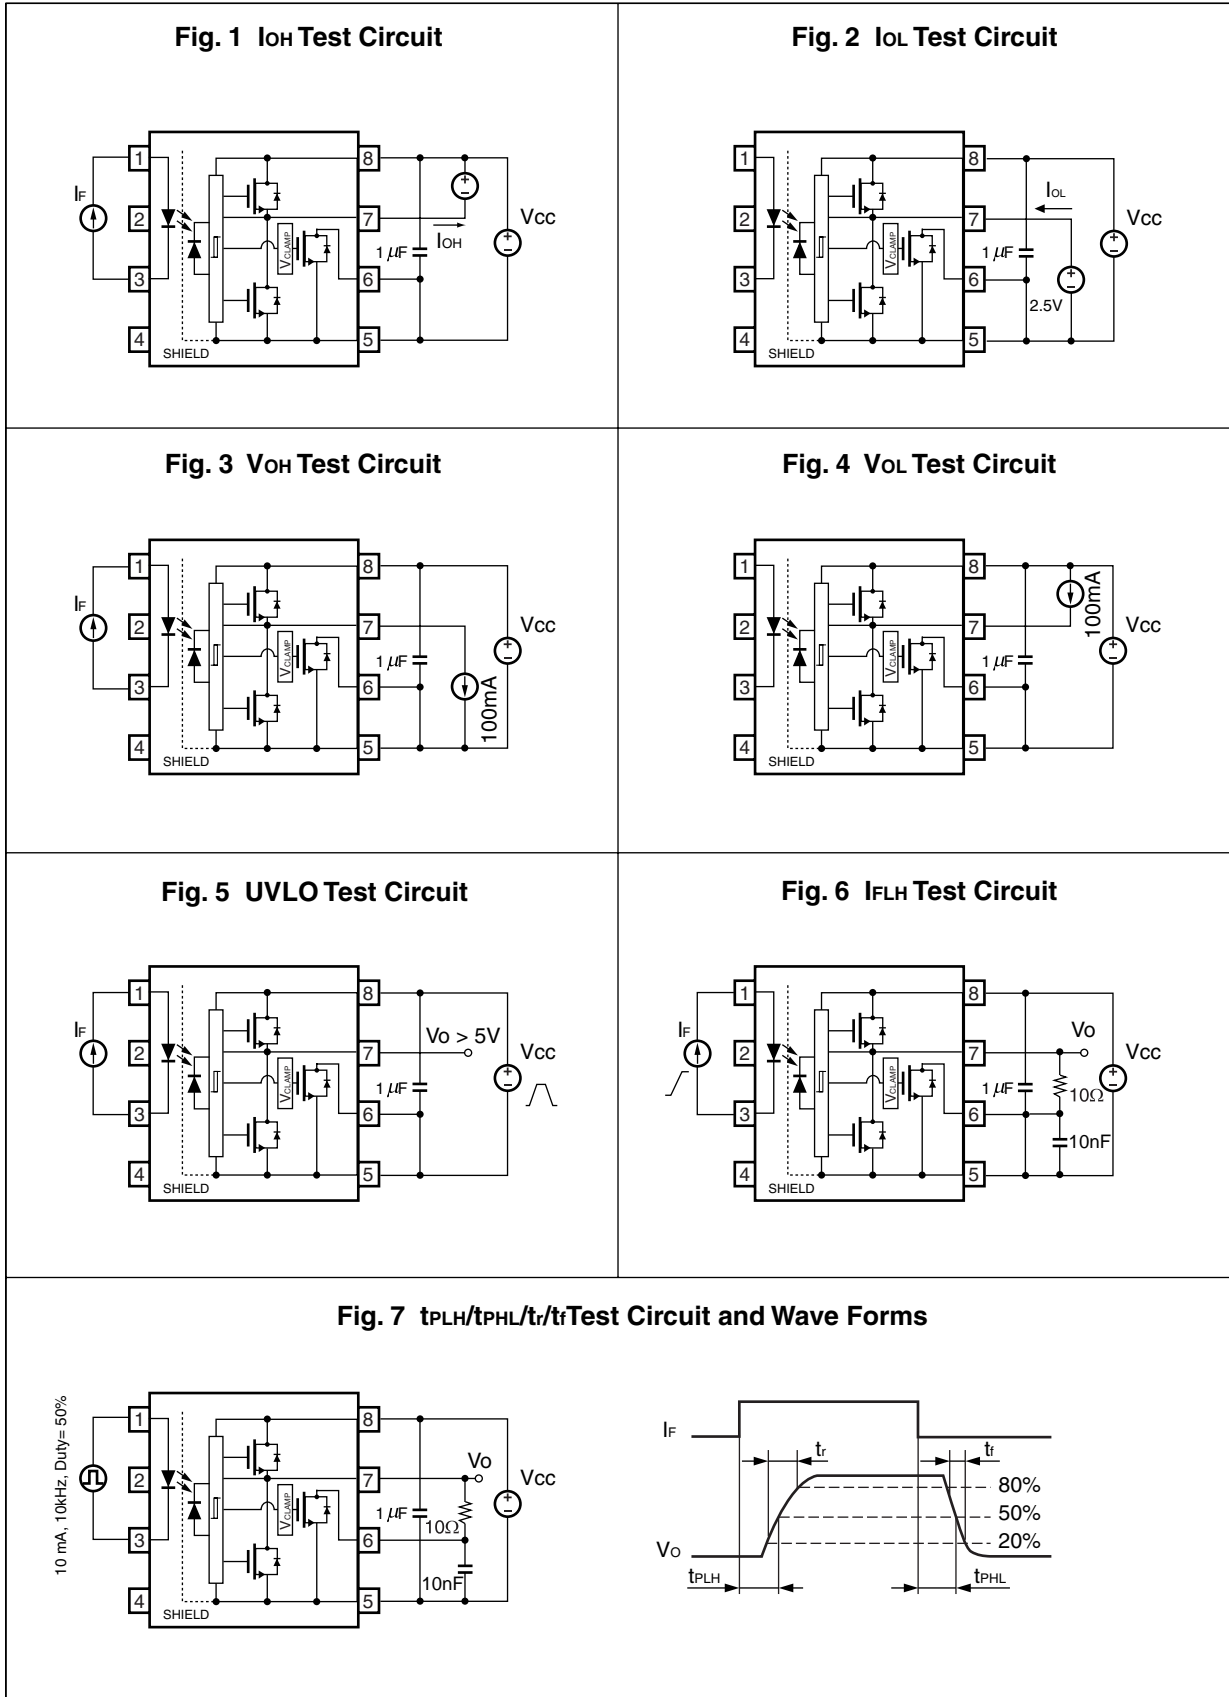 Fig. 1 IOH Test Circuit
1
2
3
4
8
7
6
5
IF
VCLAMP
SHIELD
IOH
1 μF
Vcc
Fig. 2 IOL Test Circuit
1
2
3
4
8
7
6
5
VCLAMP
SHIELD
IOL
1 μF
2.5V
Vcc
Fig. 3 VOH Test Circuit
1
2
3
4
8
7
6
5
IF
VCLAMP
SHIELD
1 μF
100mA
Vcc
Fig. 4 VOL Test Circuit
1
2
3
4
8
7
6
5
VCLAMP
SHIELD
1 μF
100mA
Vcc
Fig. 5 UVLO Test Circuit
1
2
3
4
8
7
6
5
IF
VCLAMP
SHIELD
Vo > 5V
1 μF
Vcc
Fig. 6 IFLH Test Circuit
1
2
3
4
8
7
6
5
IF
VCLAMP
SHIELD
Vo
1 μF
10Ω
10nF
Vcc
Fig. 7 tPLH/tPHL/tr/tfTest Circuit and Wave Forms
10 mA, 10kHz, Duty= 50%
1
2
3
4
8
7
6
5
VCLAMP
SHIELD
Vo
1 μF
10Ω
10nF
Vcc
IF
tr
tf
80%
50%
20%
VO
tPLH
tPHL